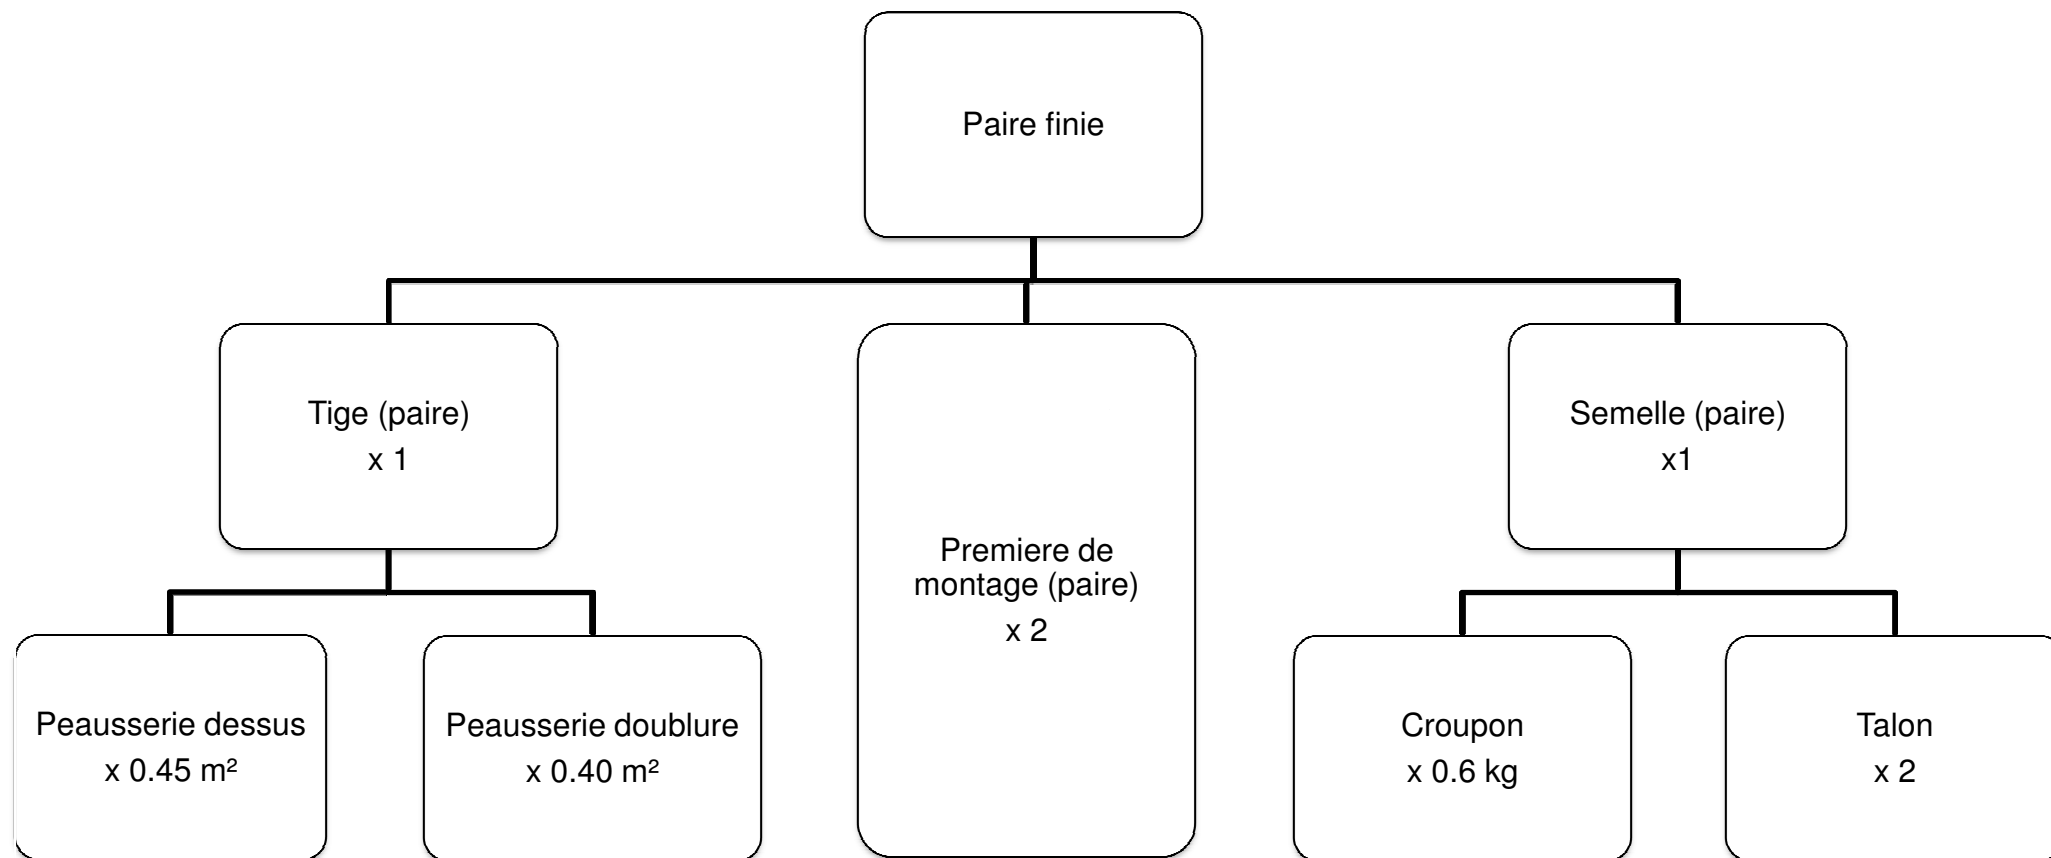 Paire finie
Tige (paire)
x 1
Premiere de
montage (paire)
x 2
Semelle (paire)
x1
Peausserie dessus
x 0.45 m²
Peausserie doublure
x 0.40 m²
Croupon
x 0.6 kg
Talon
x 2